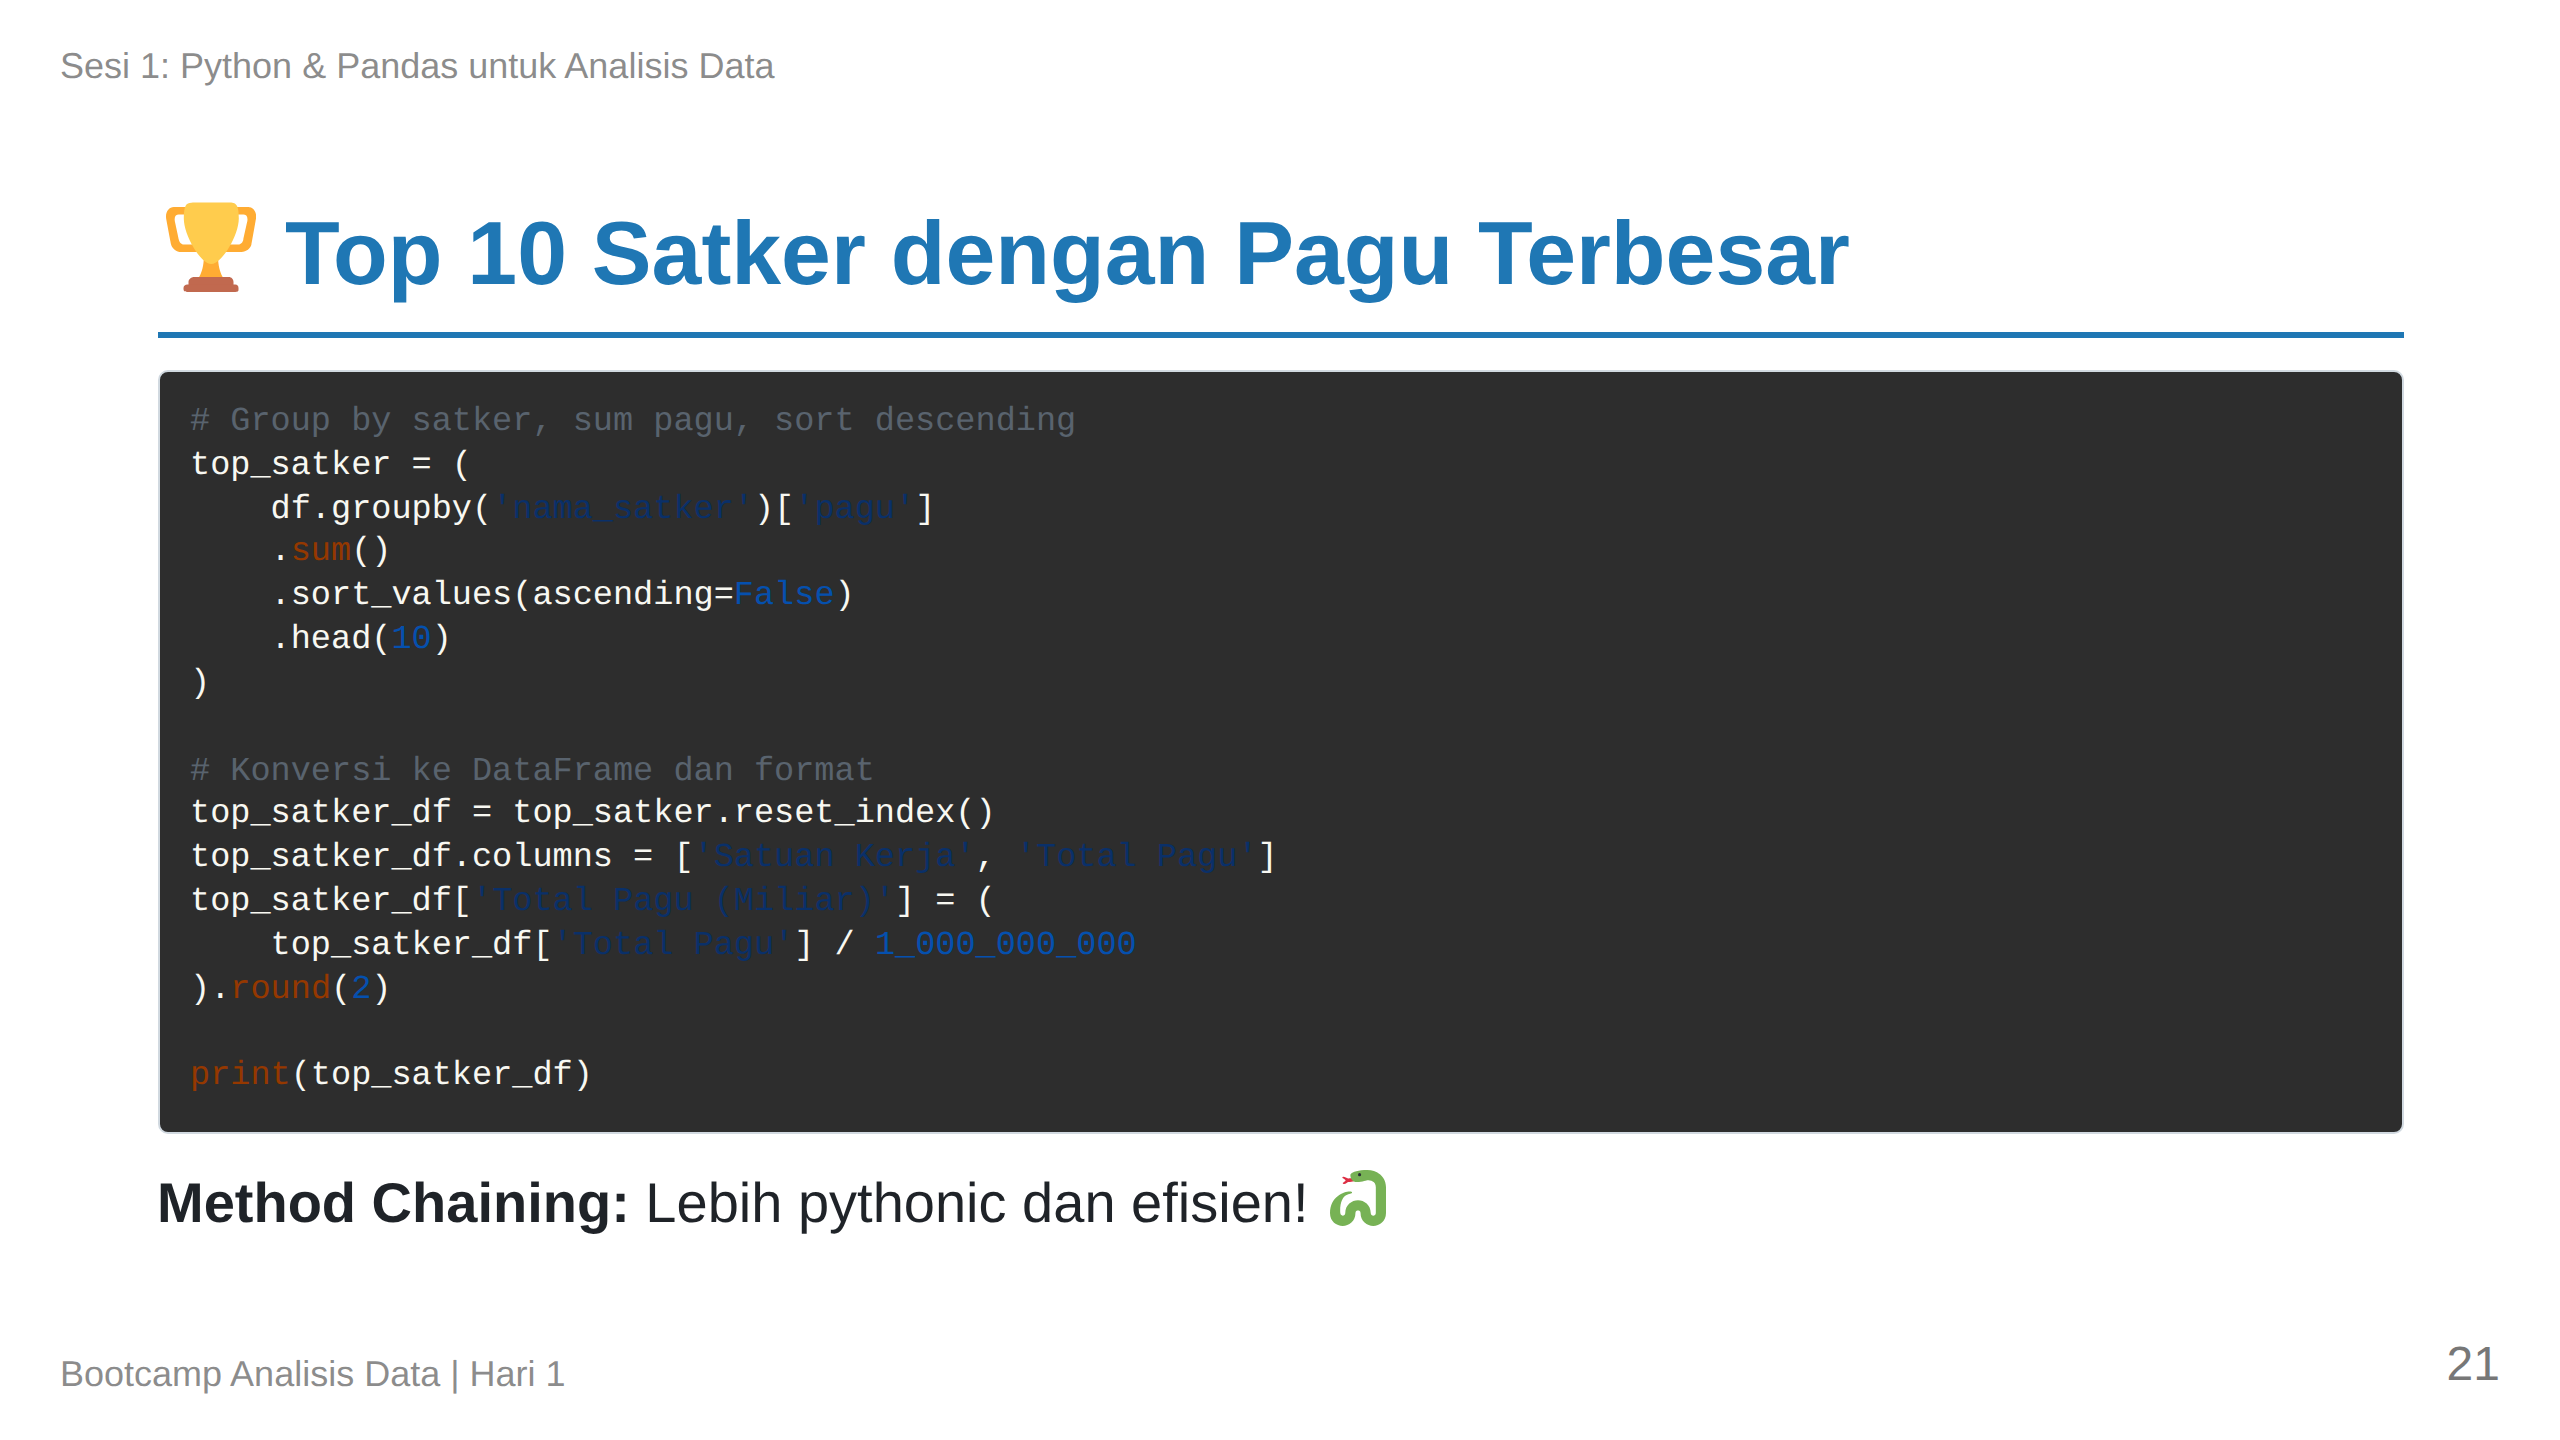 Sesi 1: Python & Pandas untuk Analisis Data
🏆 Top 10 Satker dengan Pagu Terbesar
# Group by satker, sum pagu, sort descending
top_satker = (
    df.groupby('nama_satker')['pagu']
    .sum()
    .sort_values(ascending=False)
    .head(10)
)
# Konversi ke DataFrame dan format
top_satker_df = top_satker.reset_index()
top_satker_df.columns = ['Satuan Kerja', 'Total Pagu']
top_satker_df['Total Pagu (Miliar)'] = (
    top_satker_df['Total Pagu'] / 1_000_000_000
).round(2)
print(top_satker_df)
Method Chaining: Lebih pythonic dan efisien! 🐍
Bootcamp Analisis Data | Hari 1
21